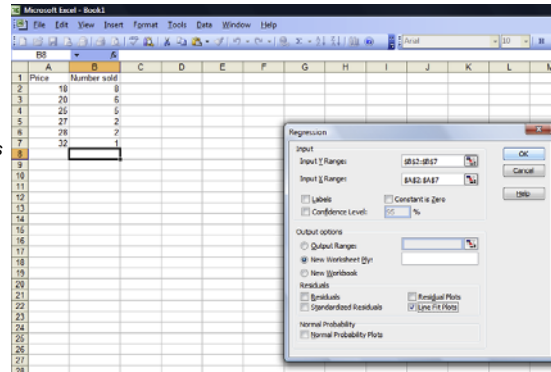 Microsoft Excel - Book1
File Edit View Insert Format Tools Data Window Help
Arial 10 B
B8 fx
A B C D E F G H I J K L
1 Price Number sold
2 18 8
3 20 6
4 25 5
5 27 2
6 28 2
7 32 1
8
9
10
11
12
13
14
15
16
17
18
19
20
21
22
23
24
25
26
27
28
s
Regression
Input
Input Y Range: $B$2:$B$7
Input X Range: $A$2:$A$7
Labels Constant is Zero
Confidence Level: 95 %
OK
Cancel
Help
Output options
Output Range:
New Worksheet Ply:
New Workbook
Residuals
Residuals Residual Plots
Standardized Residuals Line Fit Plots
Normal Probability
Normal Probability Plots